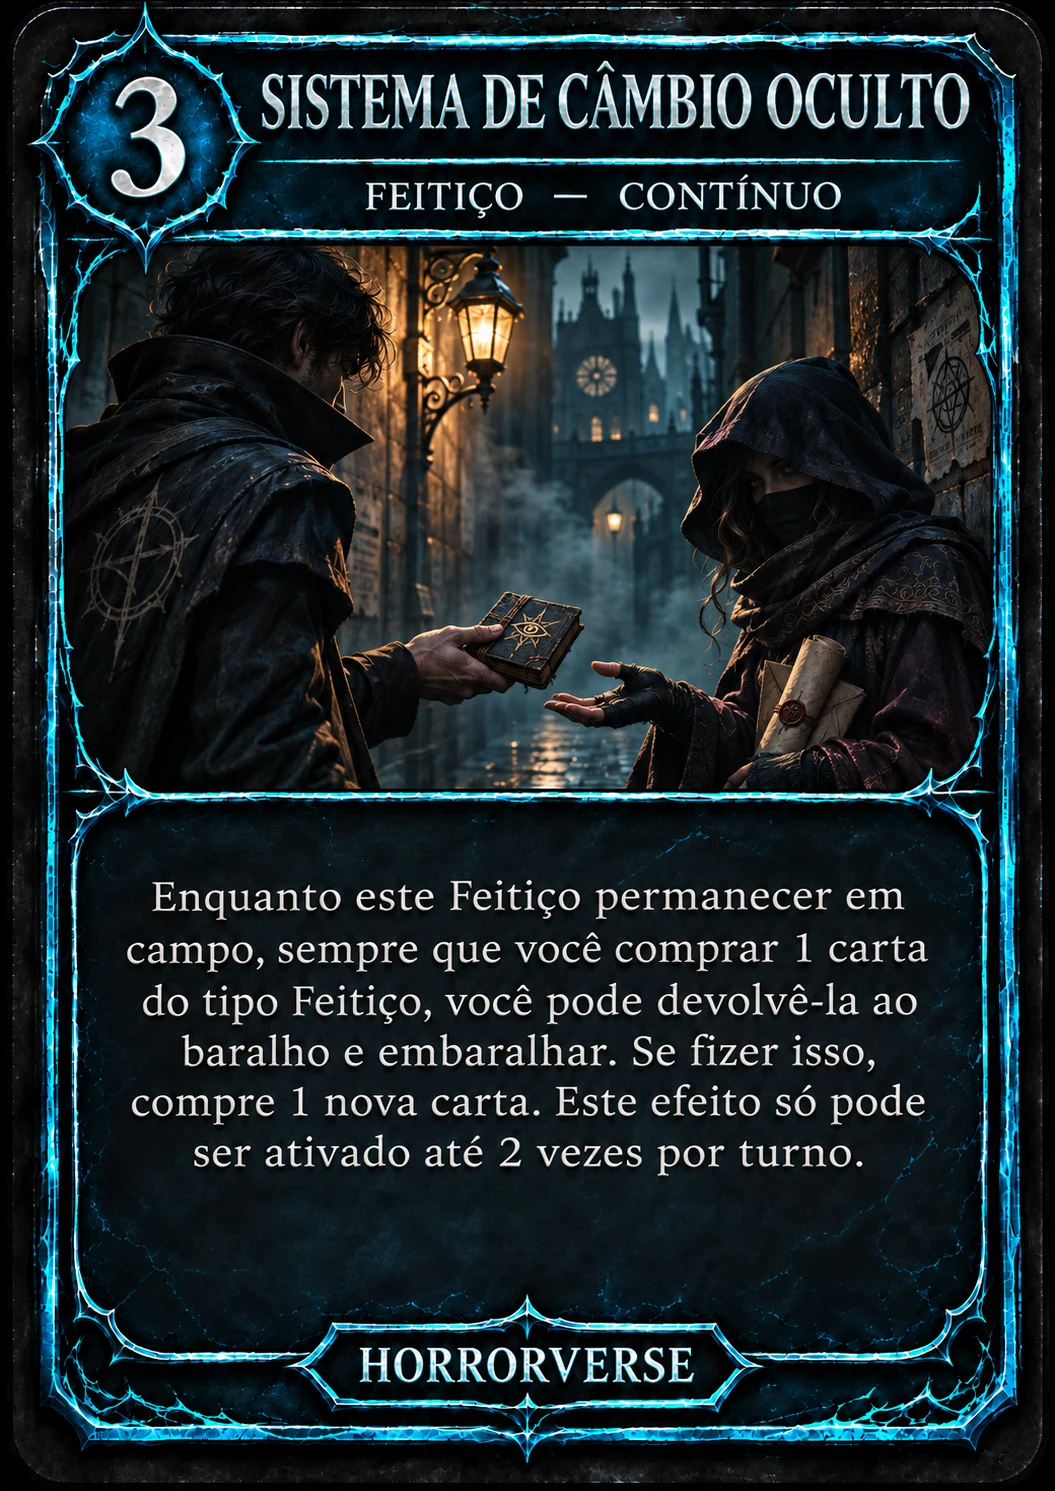 3
SISTEMA DE CÂMBIO OCULTO
FEITIÇO — CONTÍNUO
Enquanto este Feitiço permanecer em
campo, sempre que você comprar 1 carta
do tipo Feitiço, você pode devolvê-la ao
baralho e embaralhar. Se fizer isso,
compre 1 nova carta. Este efeito só pode
ser ativado até 2 vezes por turno.
HORRORVERSE